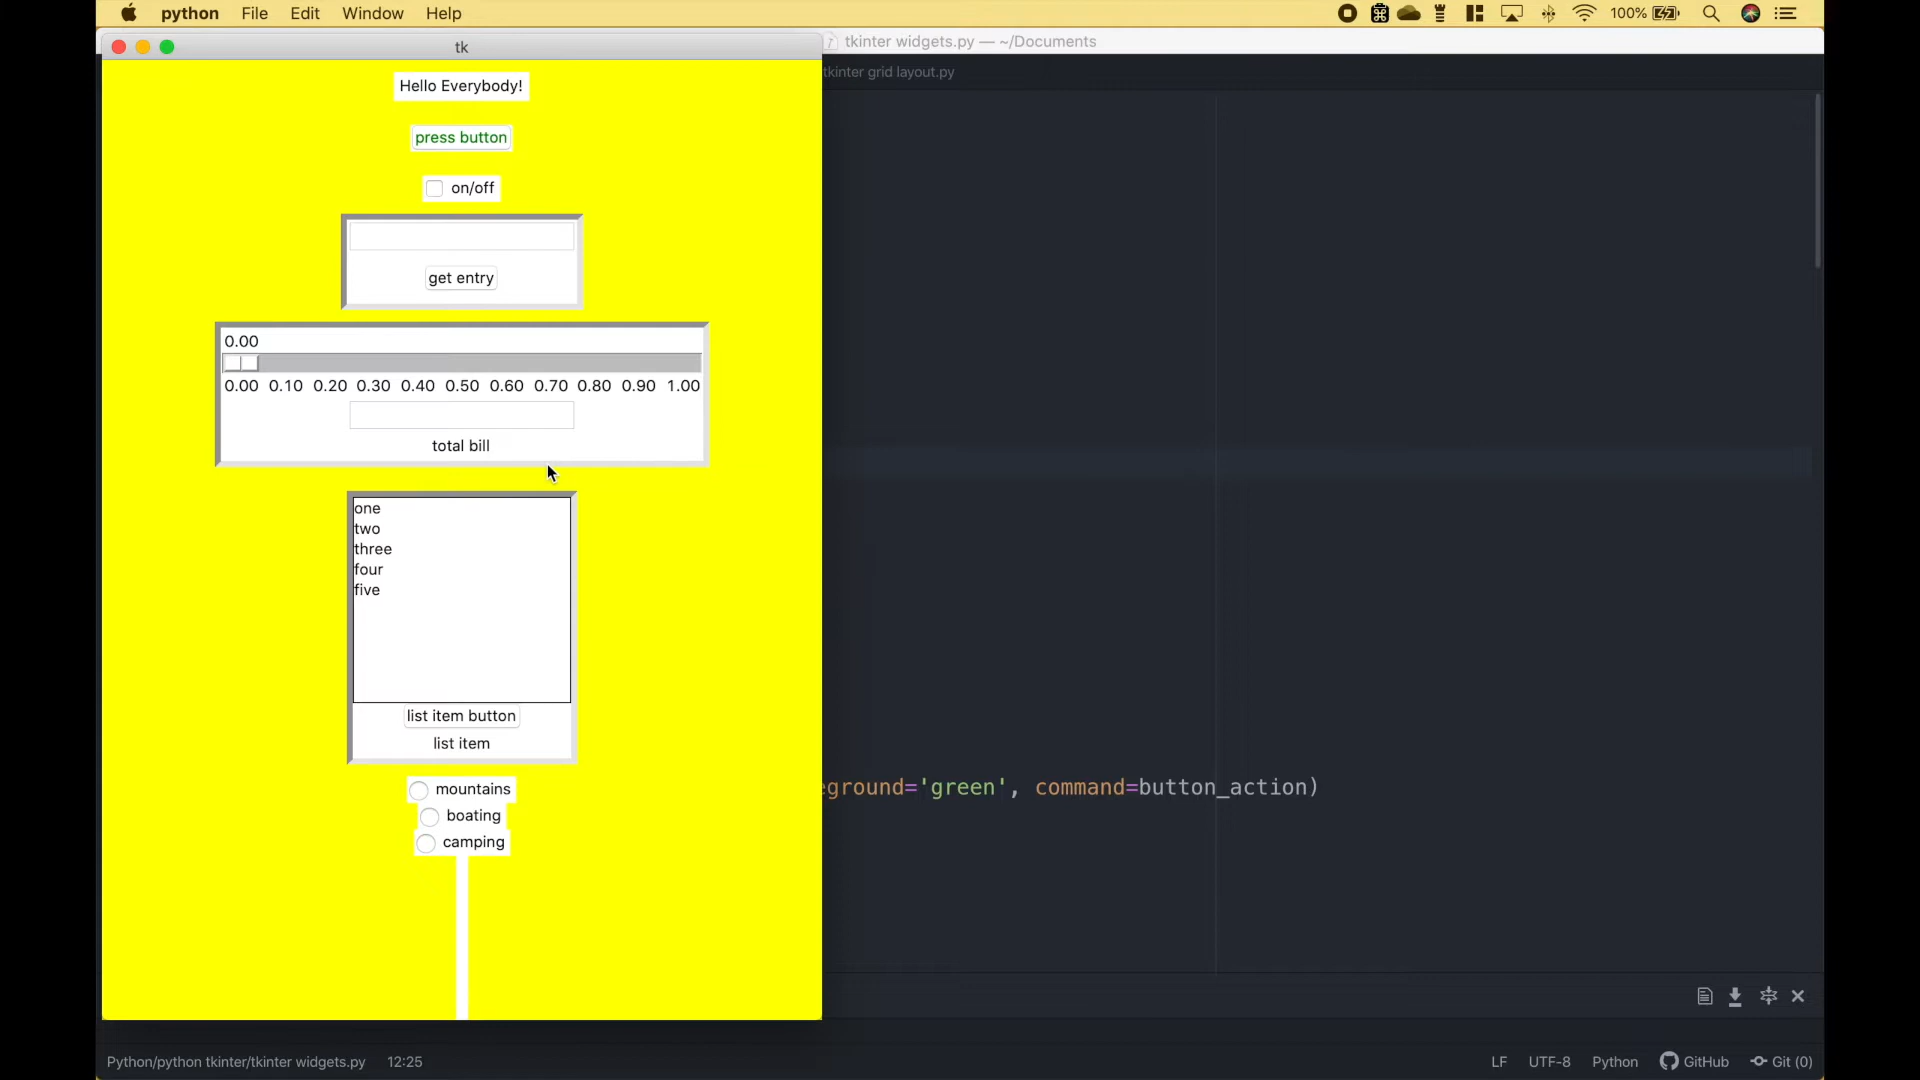 python File Edit Window Help 100%
tk
tkinter widgets.py — ~/Documents
tkinter grid layout.py
Hello Everybody!
press button
on/off
get entry
0.00
0.00 0.10 0.20 0.30 0.40 0.50 0.60 0.70 0.80 0.90 1.00
total bill
one
two
three
four
five
list item button
list item
mountains
boating
camping
eground='green', command=button_action)
Python/python tkinter/tkinter widgets.py 12:25 LF UTF-8 Python GitHub Git (0)